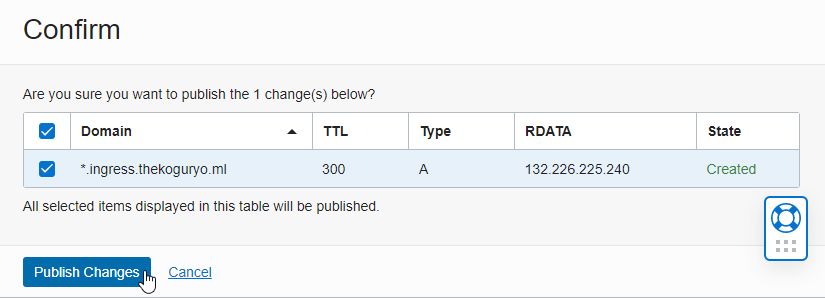 Confirm
Are you sure you want to publish the 1 change(s) below?
Domain TTL Type RDATA State
*.ingress.thekoguryo.ml 300 A 132.226.225.240 Created
All selected items displayed in this table will be published.
Publish Changes Cancel